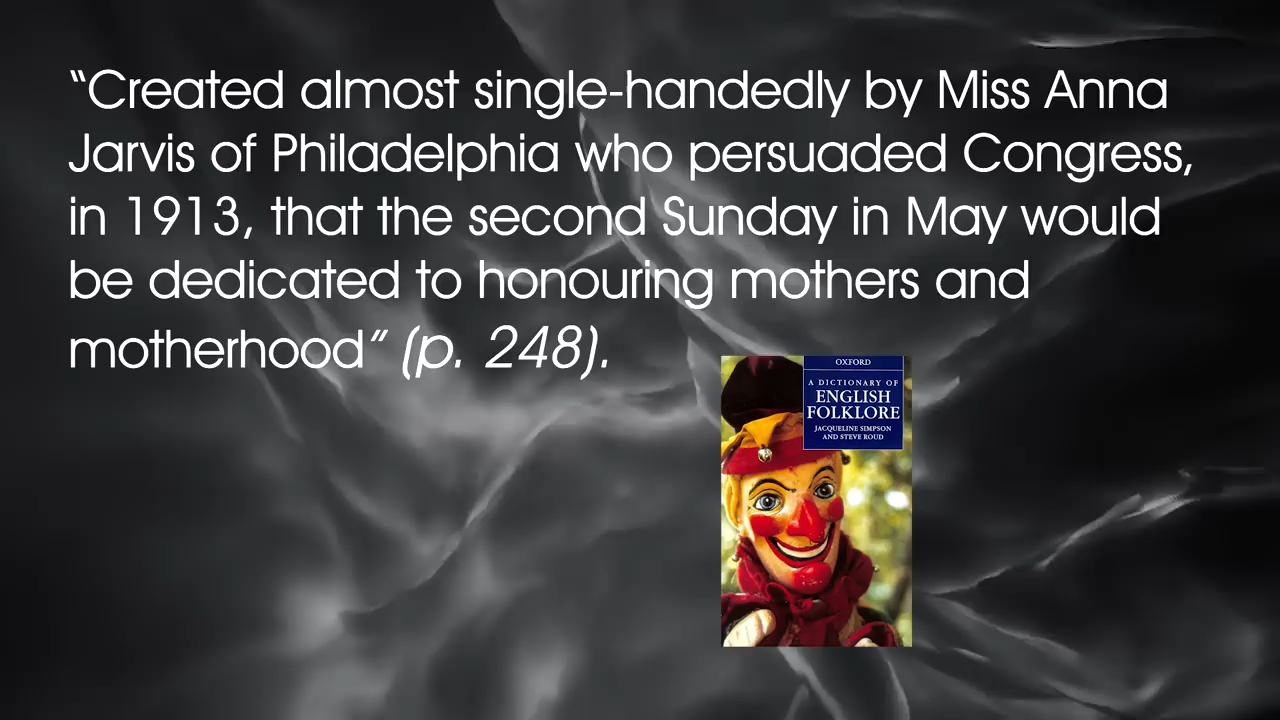 “Created almost single-handedly by Miss Anna
Jarvis of Philadelphia who persuaded Congress,
in 1913, that the second Sunday in May would
be dedicated to honouring mothers and
motherhood” (p. 248).
OXFORD
A DICTIONARY OF
ENGLISH
FOLKLORE
JACQUELINE SIMPSON
AND STEVE ROUD